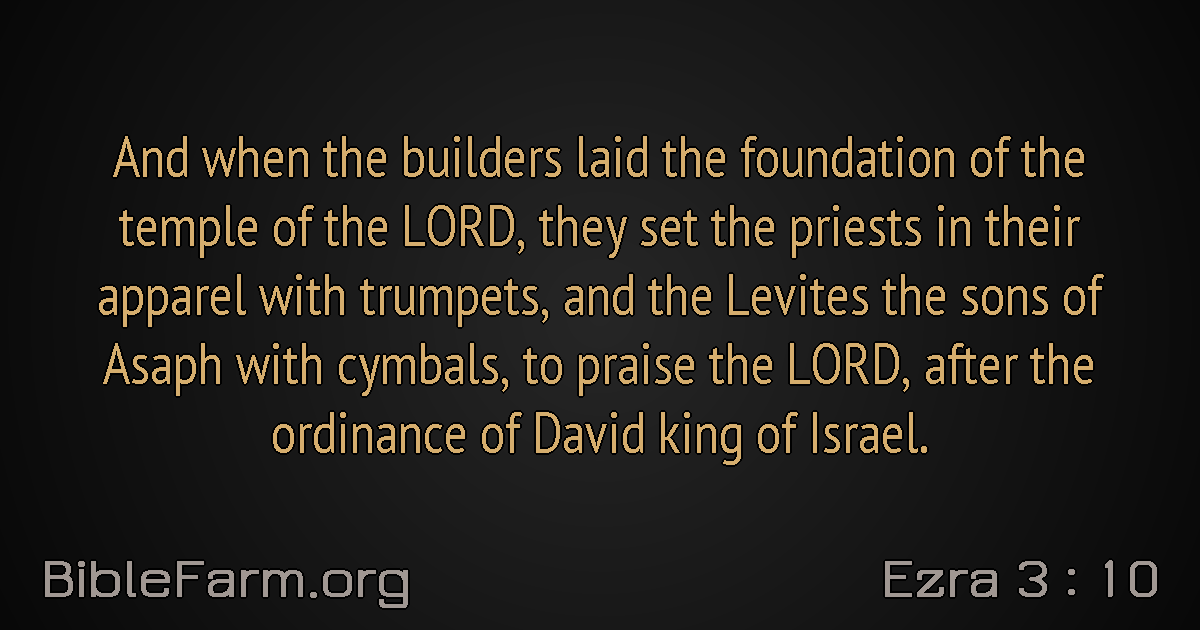 And when the builders laid the foundation of the
temple of the LORD, they set the priests in their
apparel with trumpets, and the Levites the sons of
Asaph with cymbals, to praise the LORD, after the
ordinance of David king of Israel.
BibleFarm.org
Ezra 3 : 10